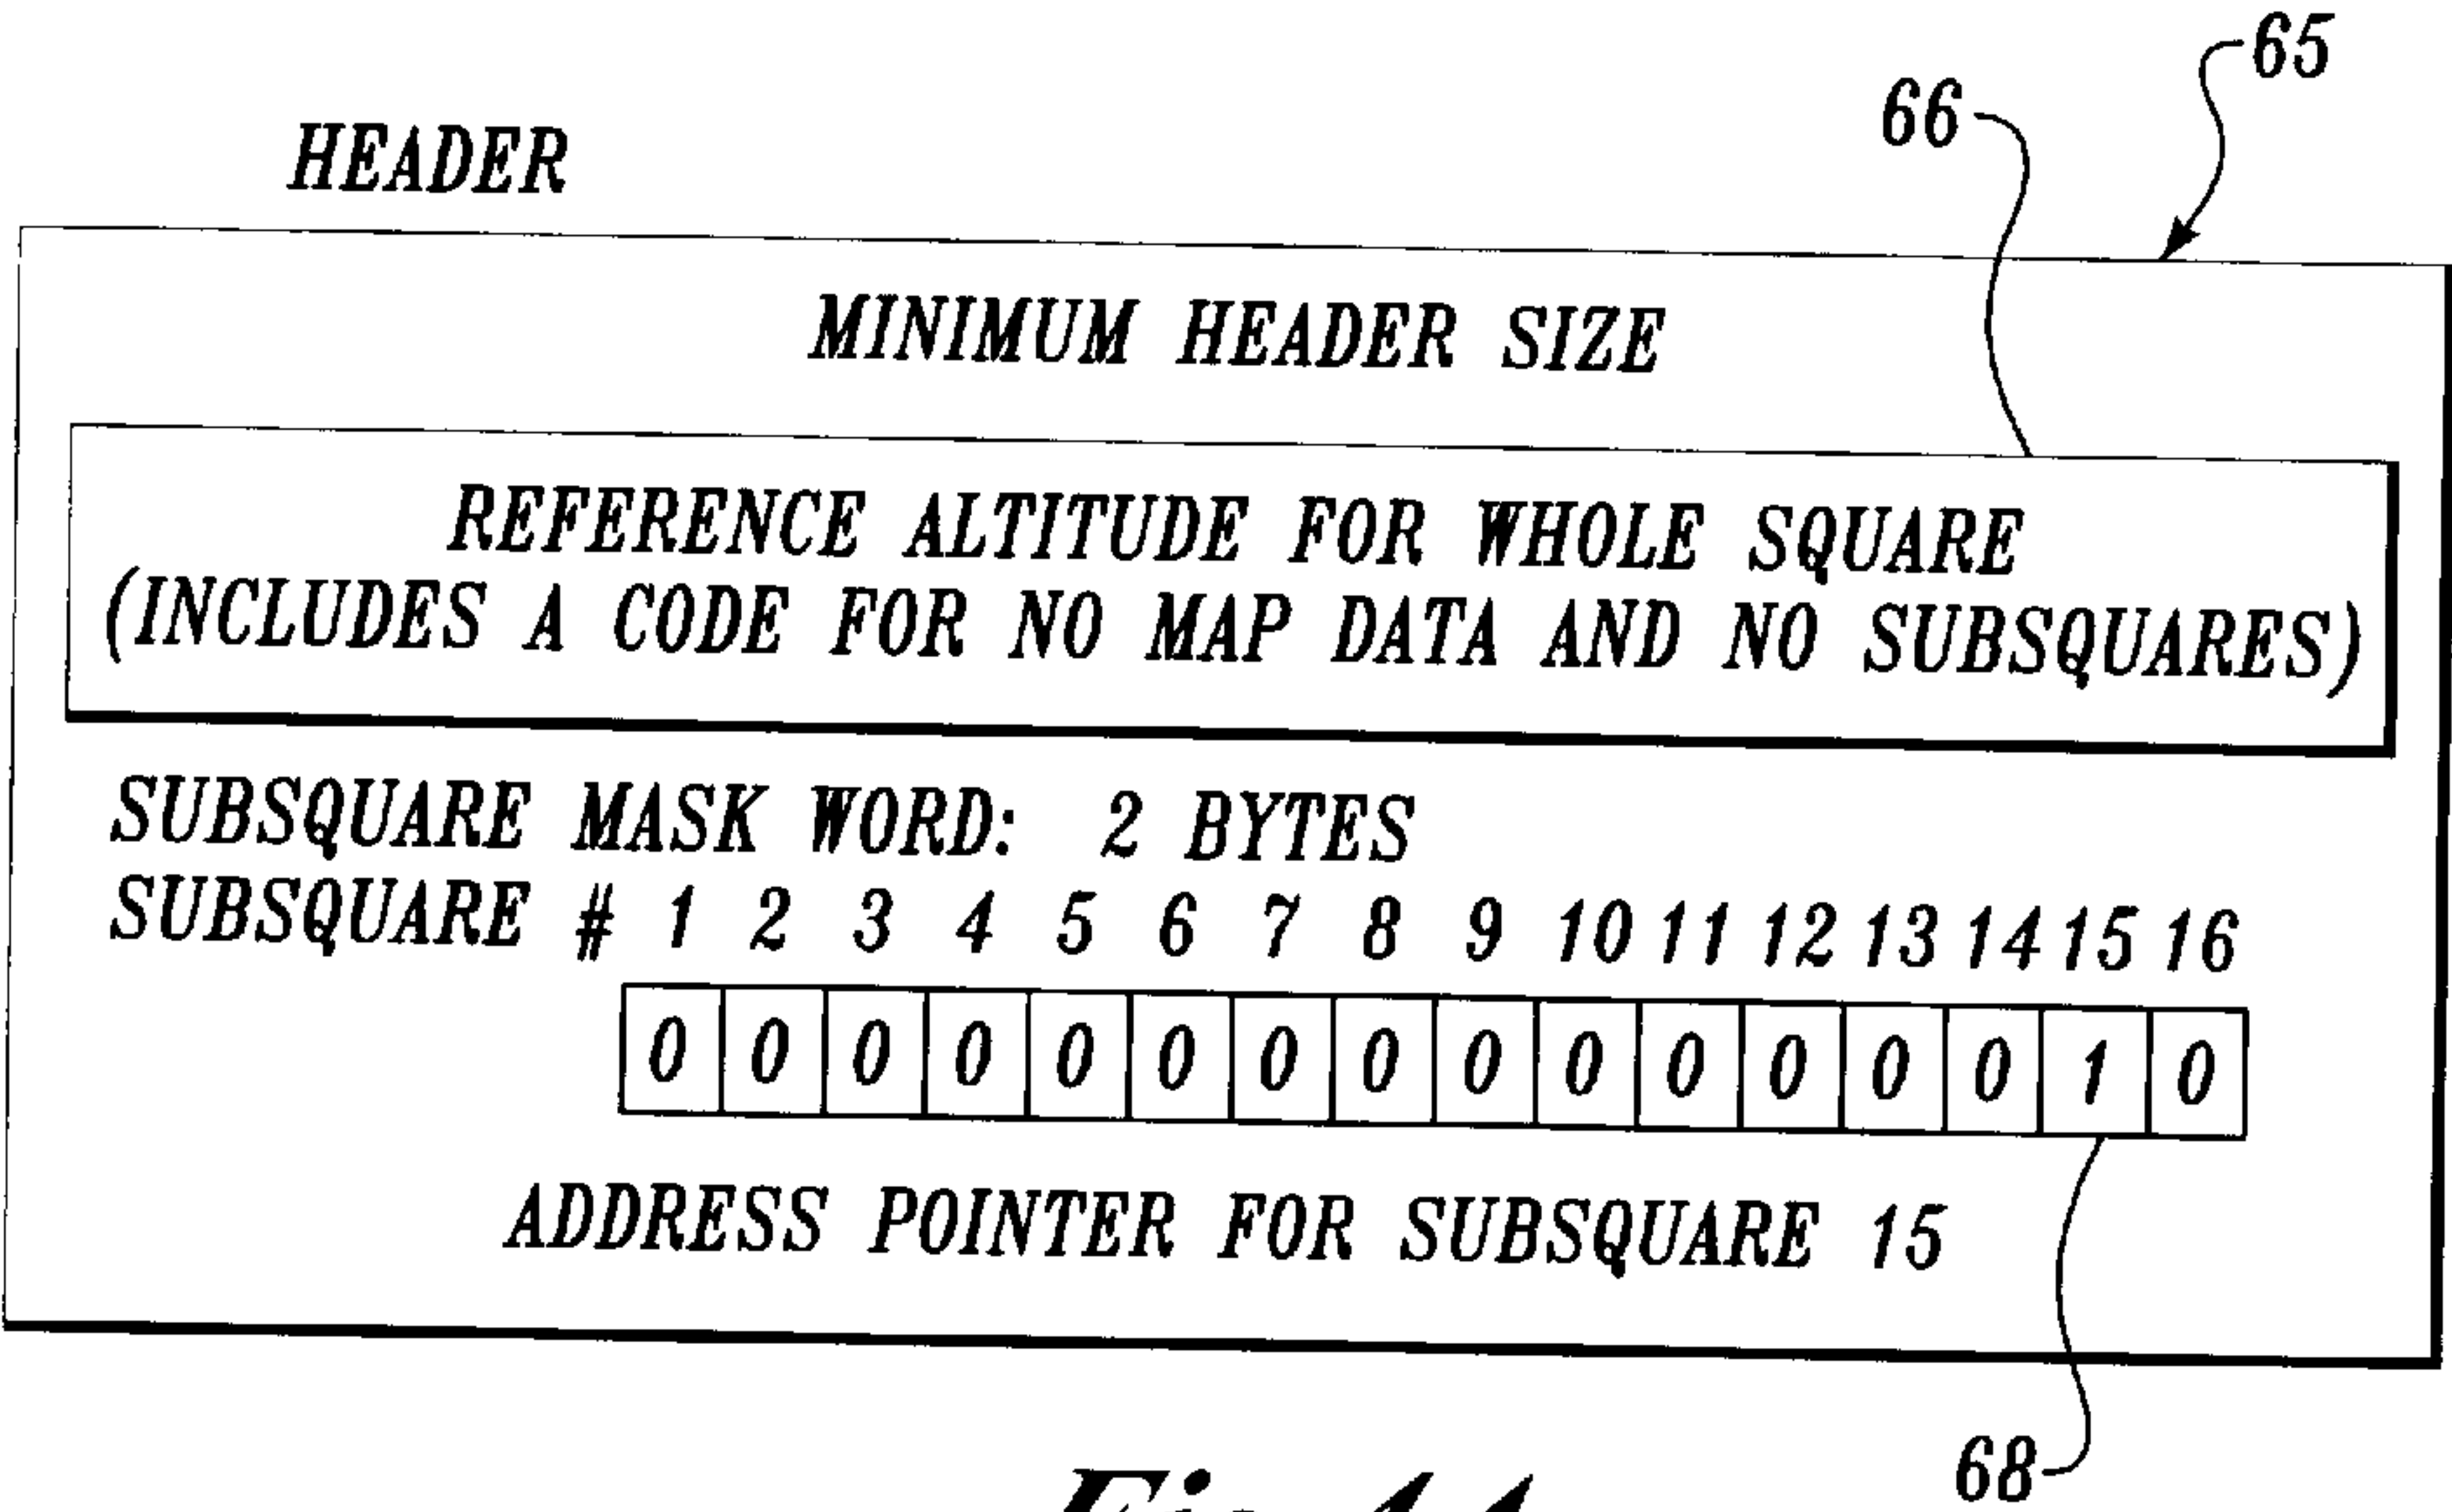 65
66
HEADER
MINIMUM HEADER SIZE
REFERENCE ALTITUDE FOR WHOLE SQUARE
(INCLUDES A CODE FOR NO MAP DATA AND NO SUBSQUARES)
SUBSQUARE MASK WORD: 2 BYTES
SUBSQUARE # 1 2 3 4 5 6 7 8 9 10 11 12 13 14 15 16
0 0 0 0 0 0 0 0 0 0 0 0 0 0 1 0
ADDRESS POINTER FOR SUBSQUARE 15
68